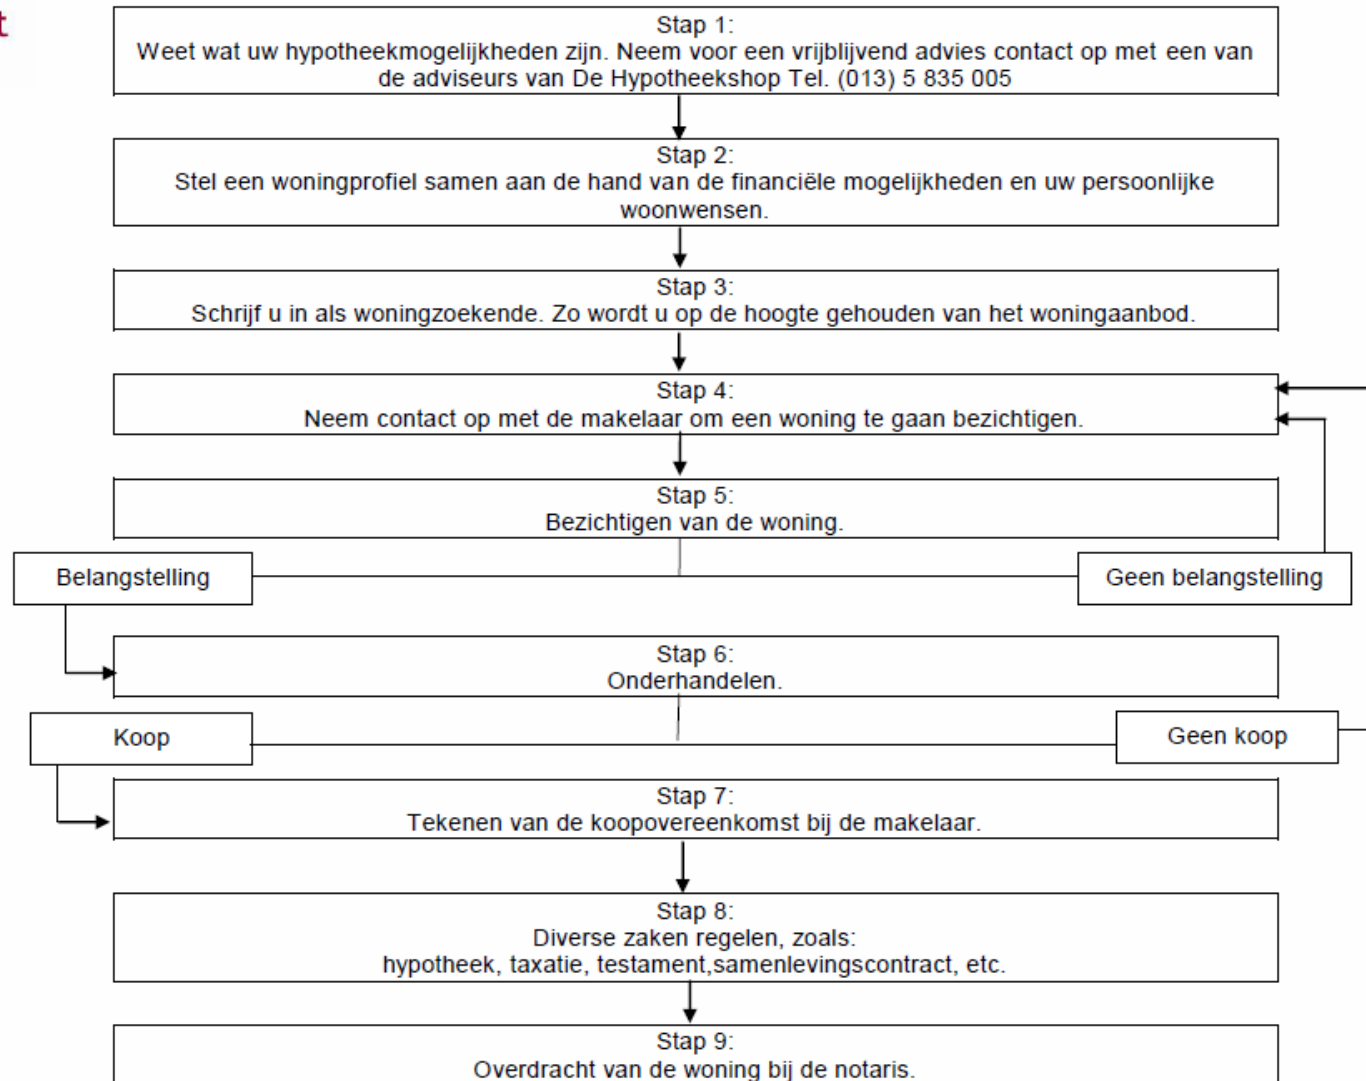 Stap 1:
Weet wat uw hypotheekmogelijkheden zijn. Neem voor een vrijblijvend advies contact op met een van
de adviseurs van De Hypotheekshop Tel. (013) 5 835 005
Stap 2:
Stel een woningprofiel samen aan de hand van de financiële mogelijkheden en uw persoonlijke
woonwensen.
Stap 3:
Schrijf u in als woningzoekende. Zo wordt u op de hoogte gehouden van het woningaanbod.
Stap 4:
Neem contact op met de makelaar om een woning te gaan bezichtigen.
Stap 5:
Bezichtigen van de woning.
Belangstelling
Geen belangstelling
Stap 6:
Onderhandelen.
Koop
Geen koop
Stap 7:
Tekenen van de koopovereenkomst bij de makelaar.
Stap 8:
Diverse zaken regelen, zoals:
hypotheek, taxatie, testament,samenlevingscontract, etc.
Stap 9:
Overdracht van de woning bij de notaris.